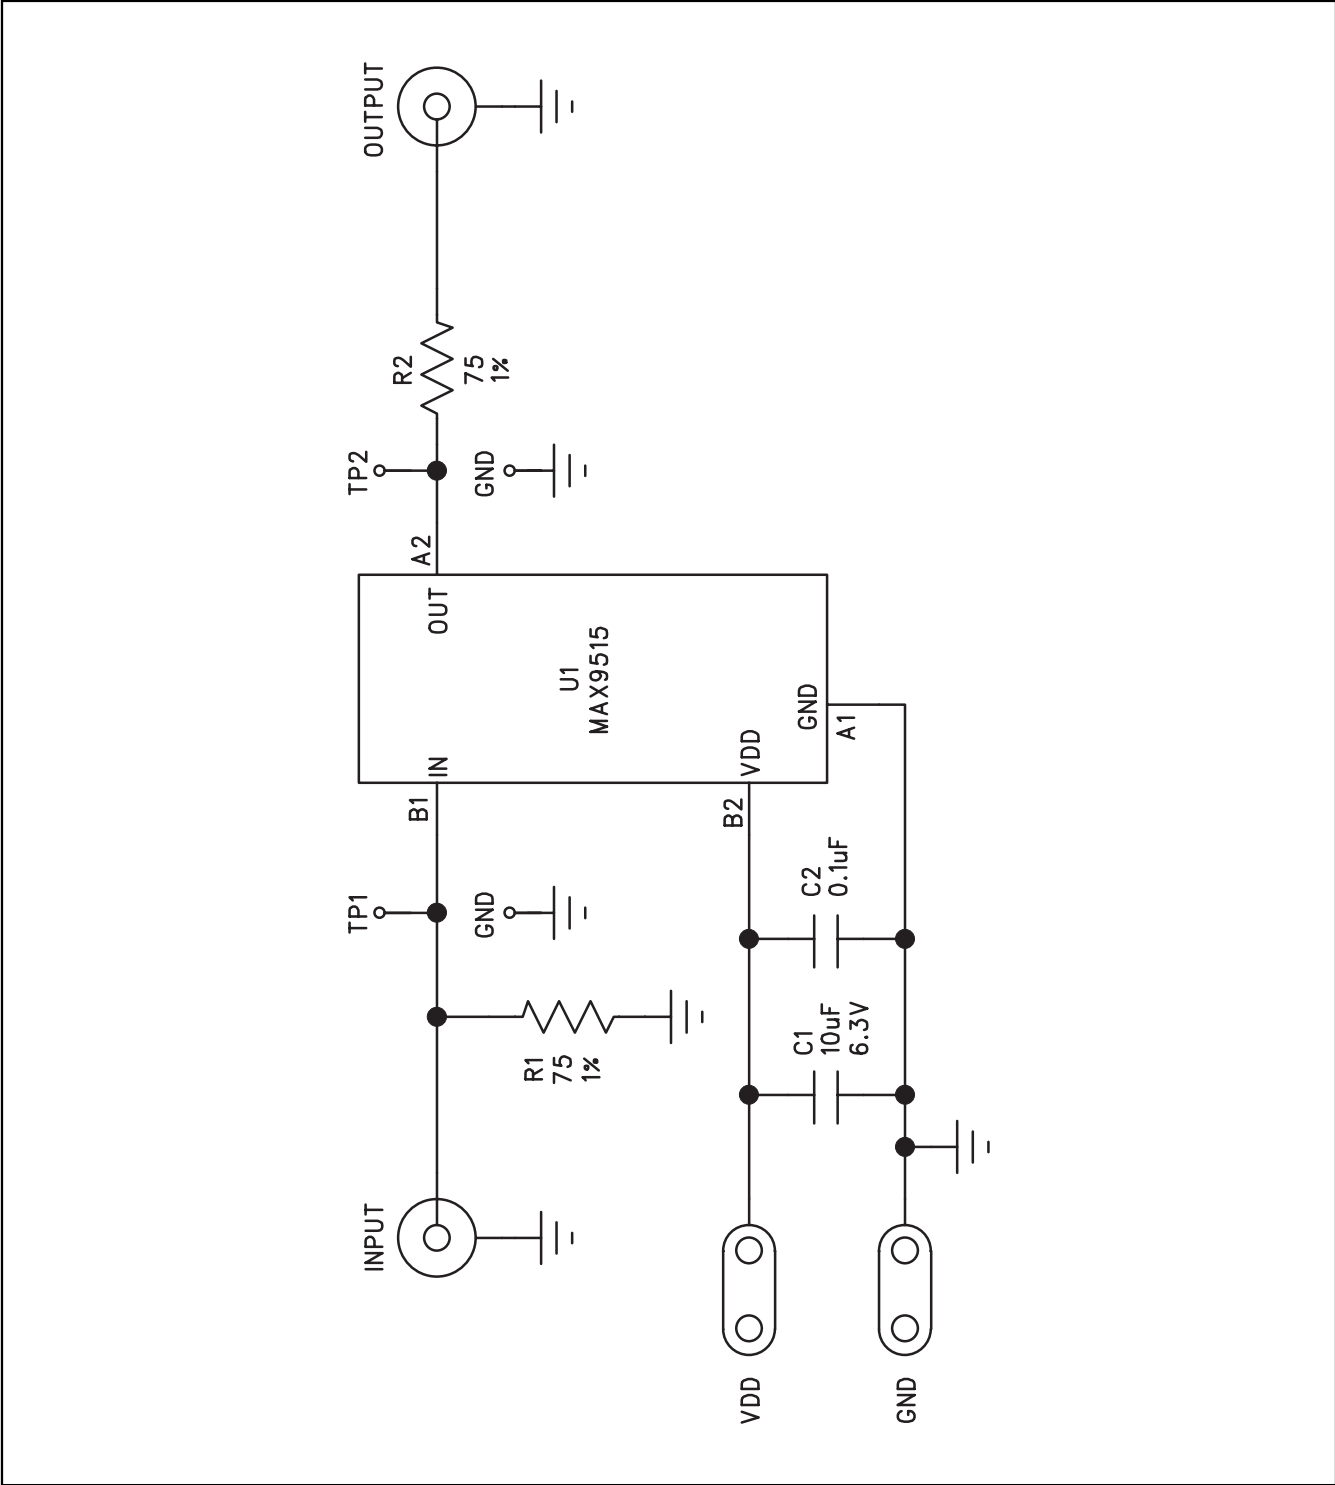 INPUT
R1
75
1%
TP1
GND
B1
IN
U1
MAX9515
OUT
A2
TP2
GND
R2
75
1%
OUTPUT
VDD
C1
10uF
6.3V
C2
0.1uF
B2
VDD
GND
A1
GND